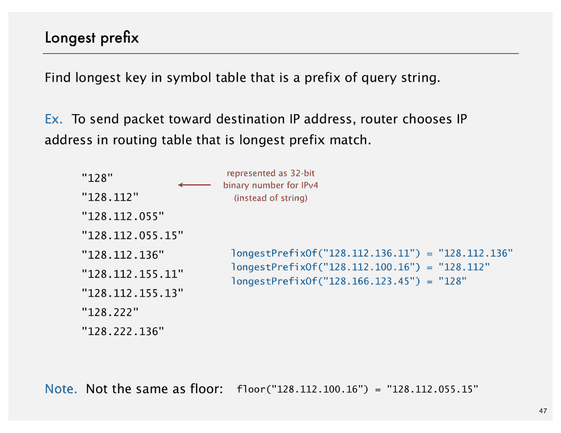 Longest prefix
Find longest key in symbol table that is a prefix of query string.
Ex. To send packet toward destination IP address, router chooses IP
address in routing table that is longest prefix match.
"128"
"128.112"
"128.112.055"
"128.112.055.15"
"128.112.136"
"128.112.155.11"
"128.112.155.13"
"128.222"
"128.222.136"
represented as 32-bit
binary number for IPv4
(instead of string)
longestPrefixOf("128.112.136.11") = "128.112.136"
longestPrefixOf("128.112.100.16") = "128.112"
longestPrefixOf("128.166.123.45") = "128"
Note. Not the same as floor: floor("128.112.100.16") = "128.112.055.15"
47